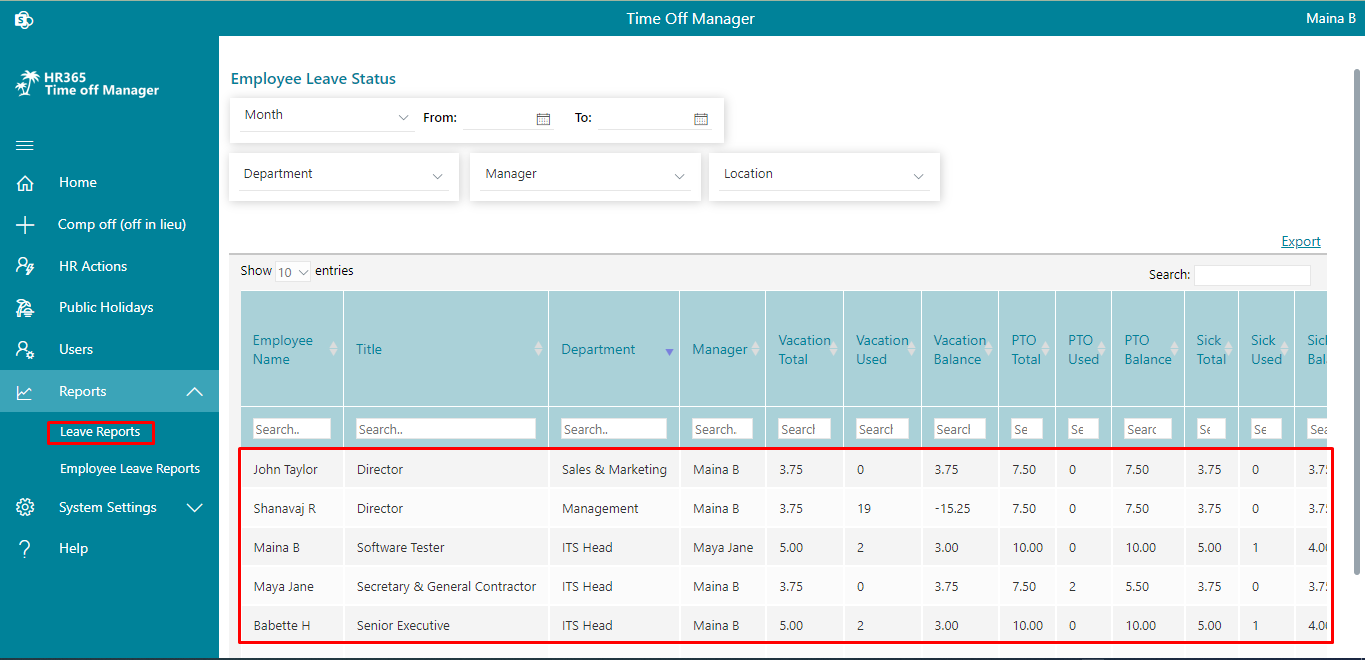 Time Off Manager
Maina B
HR365
Time off Manager
Home
Comp off (off in lieu)
HR Actions
Public Holidays
Users
Reports
Leave Reports
Employee Leave Reports
System Settings
Help
Employee Leave Status
Month From: To:
Department Manager Location
Export
Show 10 entries Search:
Employee Name Title Department Manager Vacation Total Vacation Used Vacation Balance PTO Total PTO Used PTO Balance Sick Total Sick Used Sick Bal
Search.. Search.. Search.. Search. Search Search Search Se Se Searc Se Se Sea
John Taylor Director Sales & Marketing Maina B 3.75 0 3.75 7.50 0 7.50 3.75 0 3.75
Shanavaj R Director Management Maina B 3.75 19 -15.25 7.50 0 7.50 3.75 0 3.75
Maina B Software Tester ITS Head Maya Jane 5.00 2 3.00 10.00 0 10.00 5.00 1 4.00
Maya Jane Secretary & General Contractor ITS Head Maina B 3.75 0 3.75 7.50 2 5.50 3.75 0 3.75
Babette H Senior Executive ITS Head Maina B 5.00 2 3.00 10.00 0 10.00 5.00 1 4.00